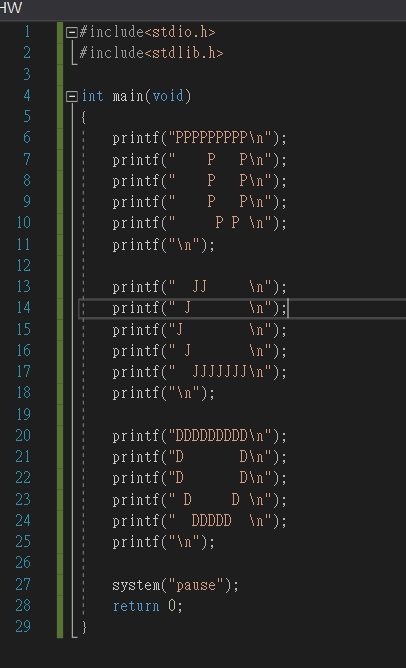 HW
1 #include<stdio.h>
2 #include<stdlib.h>
3
4 int main(void)
5 {
6     printf("PPPPPPPPP\n");
7     printf("    P   P\n");
8     printf("    P   P\n");
9     printf("    P   P\n");
10     printf("     P P \n");
11     printf("\n");
12
13     printf("  JJ     \n");
14     printf(" J       \n");
15     printf("J        \n");
16     printf(" J       \n");
17     printf("  JJJJJJJ\n");
18     printf("\n");
19
20     printf("DDDDDDDDD\n");
21     printf("D       D\n");
22     printf("D       D\n");
23     printf(" D     D \n");
24     printf("  DDDDD  \n");
25     printf("\n");
26
27     system("pause");
28     return 0;
29 }